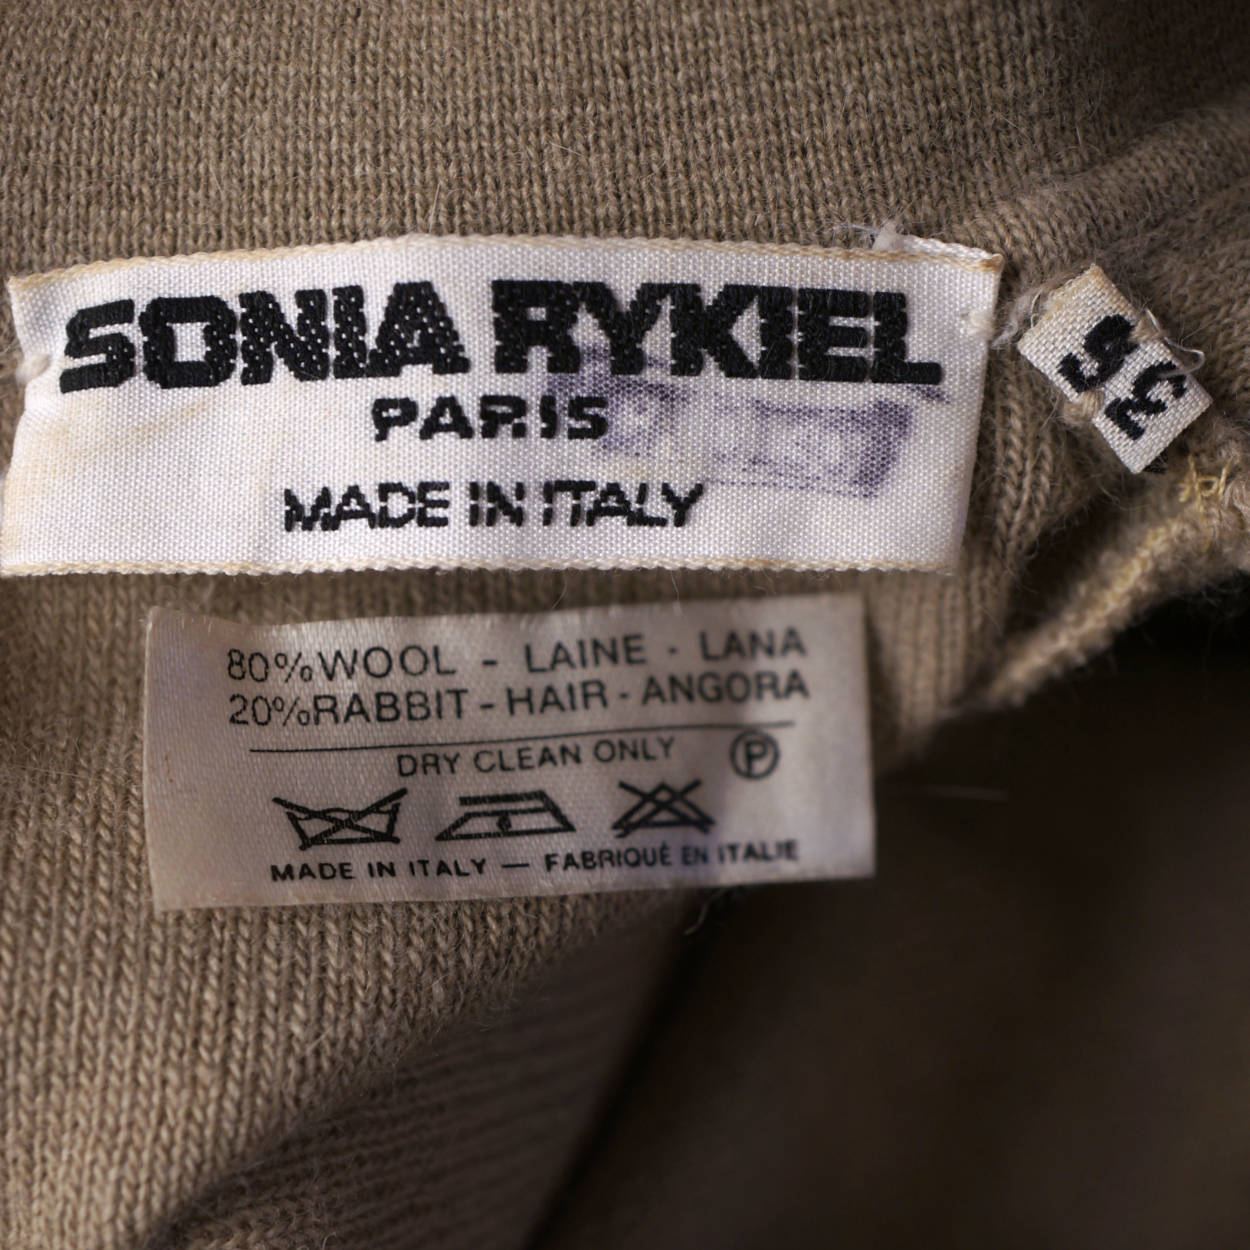 SONIA RYKIEL
PARIS
MADE IN ITALY
80%WOOL - LAINE - LANA
20%RABBIT-HAIR-ANGORA
DRY CLEAN ONLY P
MADE IN ITALY — FABRIQUÉ EN ITALIE